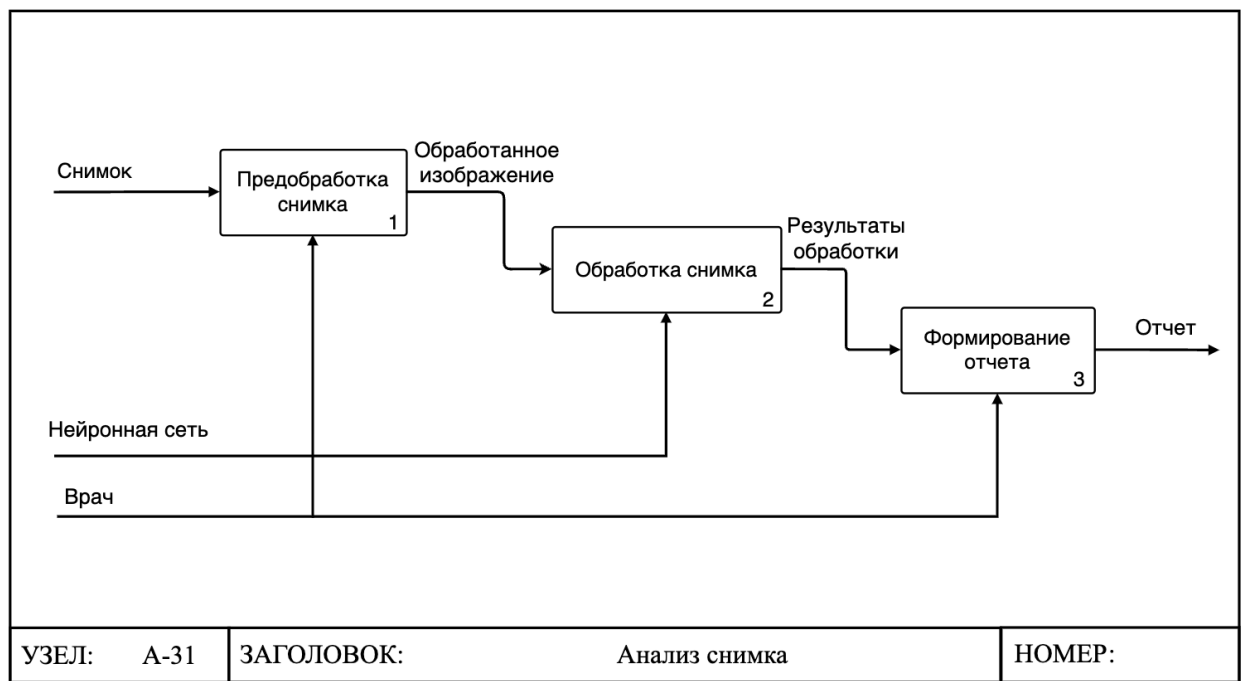 Снимок
Предобработка
снимка
1
Обработанное
изображение
Обработка снимка
2
Результаты
обработки
Формирование
отчета
3
Отчет
Нейронная сеть
Врач
УЗЕЛ: А-31
ЗАГОЛОВОК: Анализ снимка
НОМЕР: